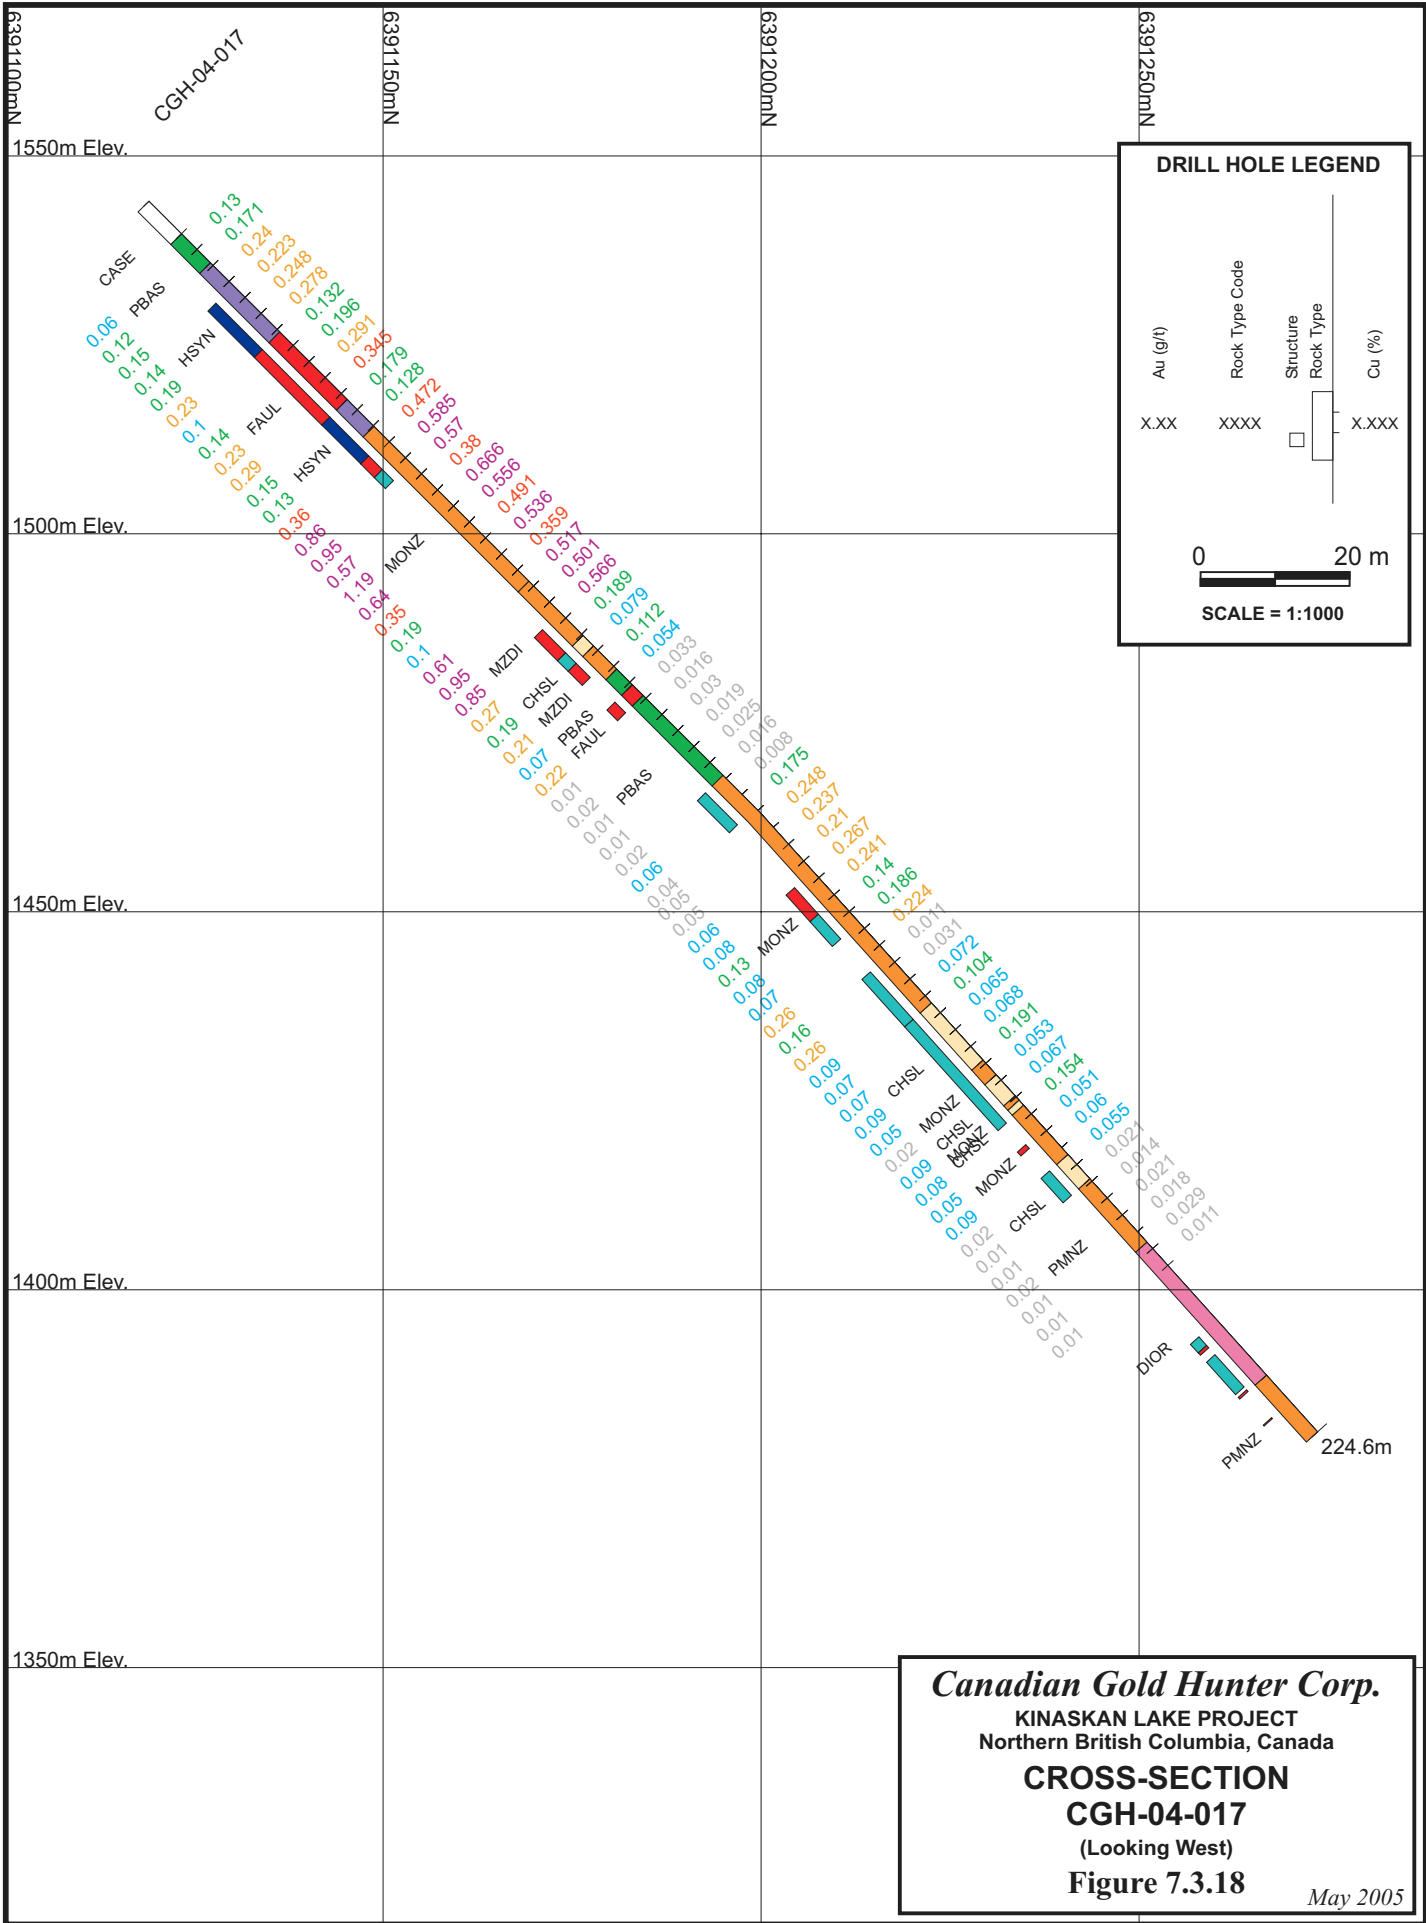 6391100mN
6391150mN
6391200mN
6391250mN
CGH-04-017
1550m Elev.
1500m Elev.
1450m Elev.
1400m Elev.
1350m Elev.
DRILL HOLE LEGEND
Au (g/t)
Rock Type Code
Structure
Rock Type
Cu (%)
X.XX
XXXX
X.XXX
0
20 m
SCALE = 1:1000
0.13
0.171
0.24
0.223
0.248
0.278
0.132
0.196
0.291
0.345
0.179
0.128
0.472
0.585
0.57
0.38
0.666
0.556
0.491
0.536
0.359
0.517
0.501
0.566
0.189
0.079
0.112
0.054
0.033
0.016
0.03
0.019
0.025
0.016
0.008
0.175
0.248
0.237
0.21
0.267
0.241
0.14
0.186
0.224
0.011
0.031
0.072
0.104
0.065
0.068
0.191
0.053
0.067
0.154
0.051
0.06
0.055
0.021
0.014
0.021
0.018
0.029
0.011
CASE
PBAS
HSYN
FAUL
HSYN
MONZ
MZDI
CHSL
MZDI
PBAS
FAUL
PBAS
MONZ
CHSL
MONZ
CHSL
MONZ
CHSL
MONZ
CHSL
PMNZ
DIOR
PMNZ
224.6m
0.06
0.12
0.15
0.14
0.19
0.23
0.1
0.14
0.23
0.29
0.15
0.13
0.36
0.86
0.95
0.57
1.19
0.64
0.35
0.19
0.1
0.61
0.95
0.85
0.27
0.19
0.21
0.07
0.22
0.01
0.02
0.01
0.01
0.02
0.06
0.04
0.05
0.05
0.06
0.08
0.13
0.08
0.07
0.26
0.16
0.26
0.09
0.07
0.07
0.09
0.05
0.02
0.09
0.08
0.05
0.09
0.02
0.01
0.01
0.02
0.01
0.01
0.01
Canadian Gold Hunter Corp.
KINASKAN LAKE PROJECT
Northern British Columbia, Canada
CROSS-SECTION
CGH-04-017
(Looking West)
Figure 7.3.18
May 2005